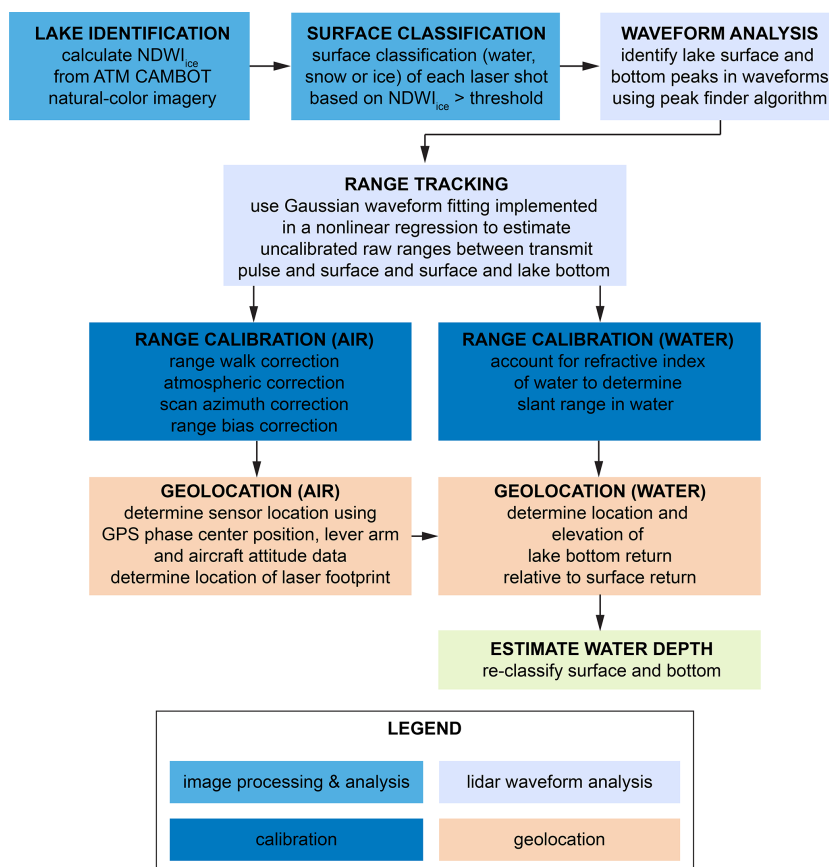 LAKE IDENTIFICATION
calculate NDWIice
from ATM CAMBOT
natural-color imagery
SURFACE CLASSIFICATION
surface classification (water,
snow or ice) of each laser shot
based on NDWIice > threshold
WAVEFORM ANALYSIS
identify lake surface and
bottom peaks in waveforms
using peak finder algorithm
RANGE TRACKING
use Gaussian waveform fitting implemented
in a nonlinear regression to estimate
uncalibrated raw ranges between transmit
pulse and surface and surface and lake bottom
RANGE CALIBRATION (AIR)
range walk correction
atmospheric correction
scan azimuth correction
range bias correction
RANGE CALIBRATION (WATER)
account for refractive index
of water to determine
slant range in water
GEOLOCATION (AIR)
determine sensor location using
GPS phase center position, lever arm
and aircraft attitude data
determine location of laser footprint
GEOLOCATION (WATER)
determine location and
elevation of
lake bottom return
relative to surface return
ESTIMATE WATER DEPTH
re-classify surface and bottom
LEGEND
image processing & analysis
lidar waveform analysis
calibration
geolocation